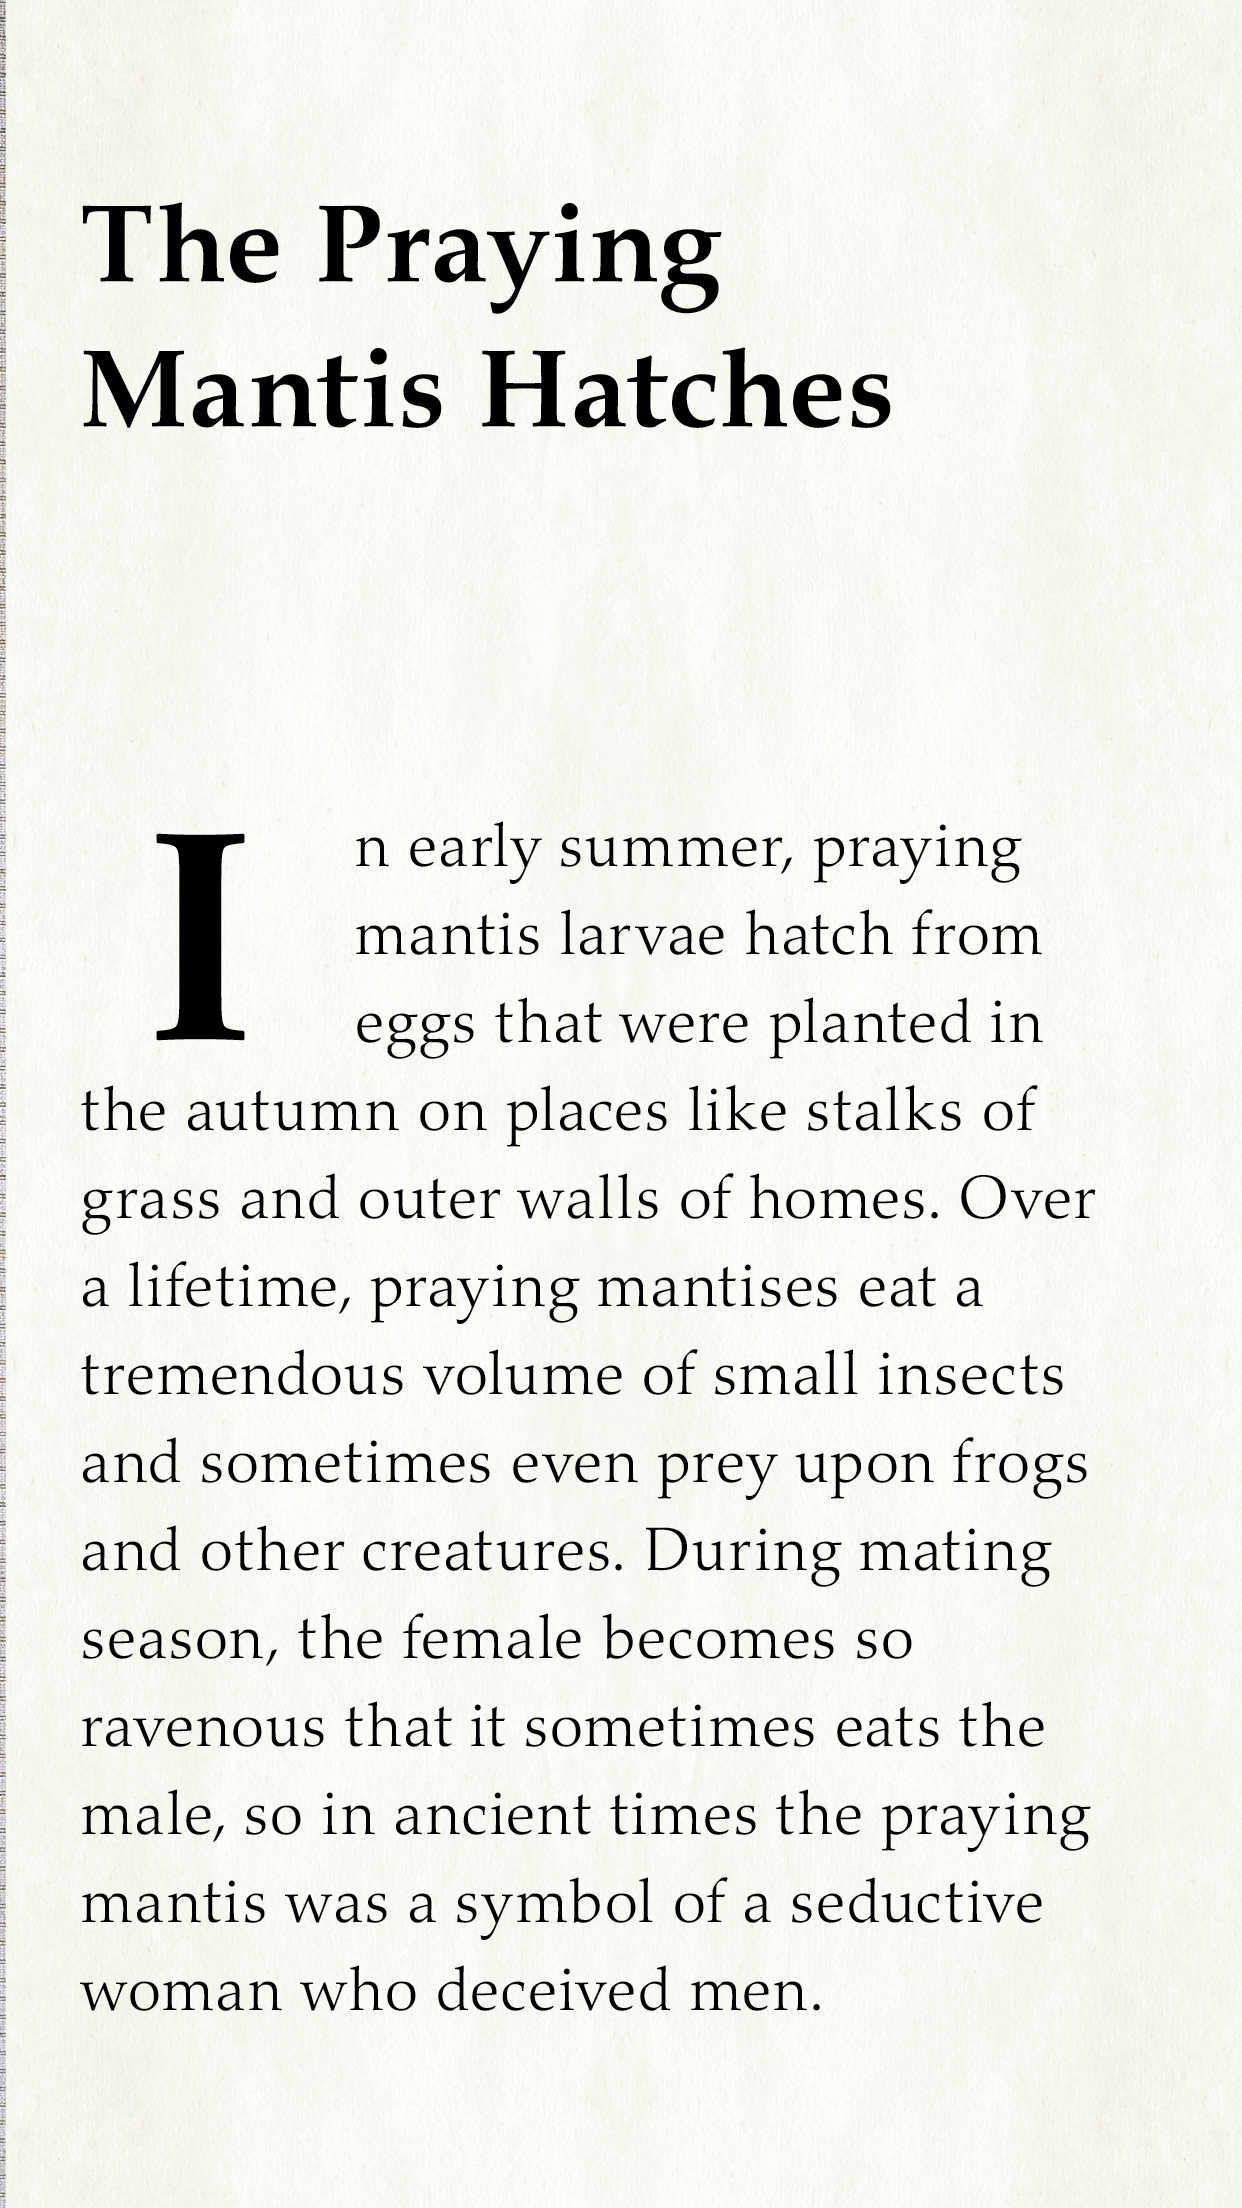 The Praying
Mantis Hatches
In early summer, praying
mantis larvae hatch from
eggs that were planted in
the autumn on places like stalks of
grass and outer walls of homes. Over
a lifetime, praying mantises eat a
tremendous volume of small insects
and sometimes even prey upon frogs
and other creatures. During mating
season, the female becomes so
ravenous that it sometimes eats the
male, so in ancient times the praying
mantis was a symbol of a seductive
woman who deceived men.